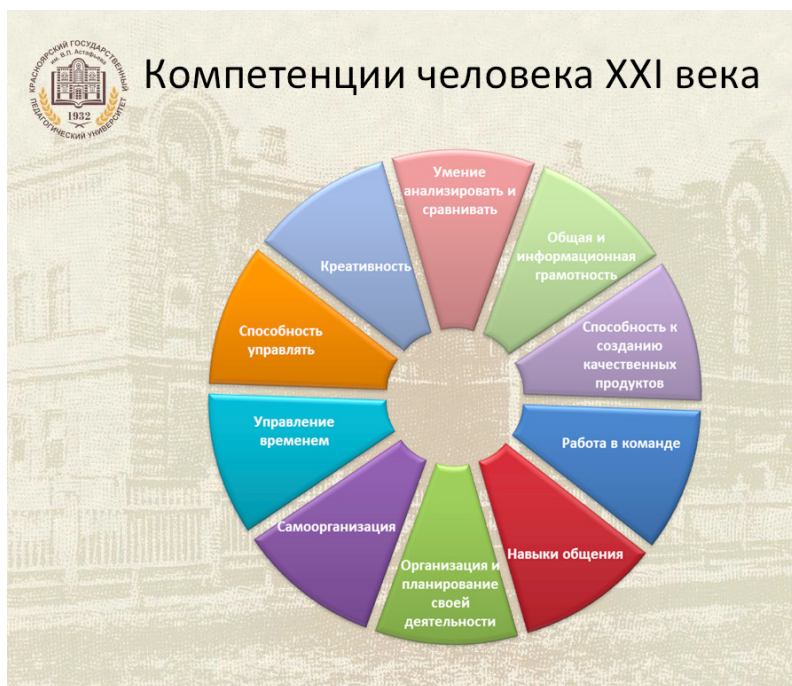 КРАСНОЯРСКИЙ ГОСУДАРСТВЕННЫЙ
ПЕДАГОГИЧЕСКИЙ УНИВЕРСИТЕТ
им. В.П. Астафьева
1932
Компетенции человека XXI века
Умение
анализировать и
сравнивать
Общая и
информационная
грамотность
Способность к
созданию
качественных
продуктов
Работа в команде
Навыки общения
Организация и
планирование
своей
деятельности
Самоорганизация
Управление
временем
Способность
управлять
Креативность